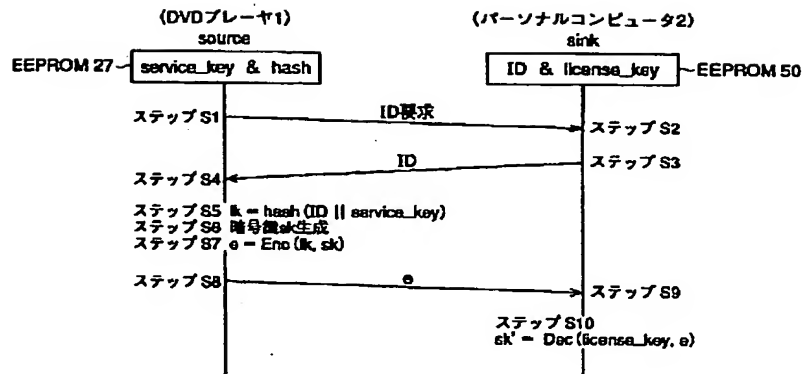 (DVDプレーヤ1)
source
(パーソナルコンピュータ2)
sink
EEPROM 27
service_key & hash
ID & license_key
EEPROM 50
ステップ S1
ID要求
ステップ S2
ID
ステップ S3
ステップ S4
ステップ S5 lk = hash (ID || service_key)
ステップ S6 暗号鍵sk生成
ステップ S7 e = Enc (lk, sk)
ステップ S8
e
ステップ S9
ステップ S10
sk' = Dec (license_key, e)